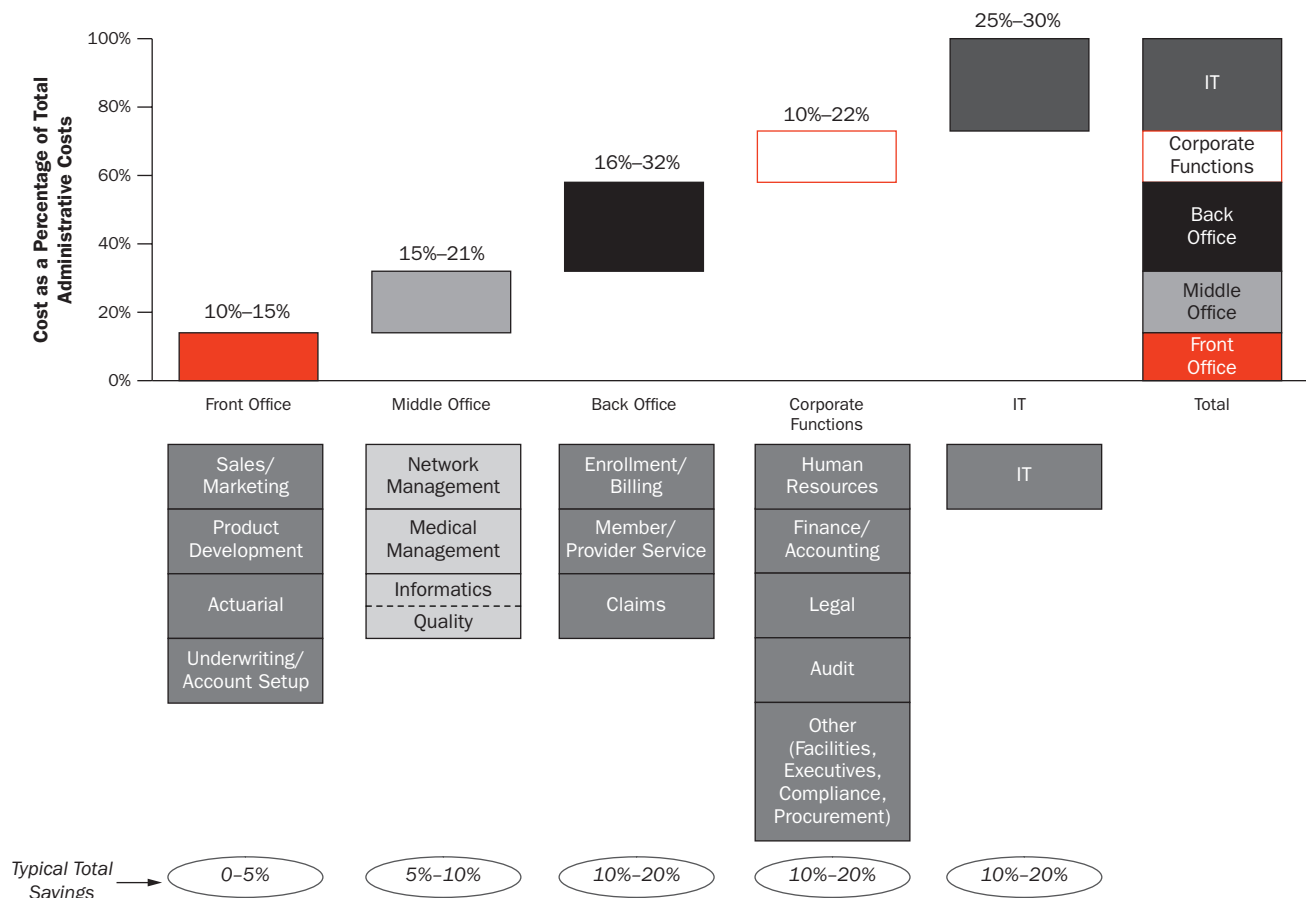 Cost as a Percentage of Total
Administrative Costs
100%
80%
60%
40%
20%
0%
10%–15%
15%–21%
16%–32%
10%–22%
25%–30%
IT
Corporate
Functions
Back
Office
Middle
Office
Front
Office
Front Office
Middle Office
Back Office
Corporate
Functions
IT
Total
Sales/
Marketing
Product
Development
Actuarial
Underwriting/
Account Setup
Network
Management
Medical
Management
Informatics
Quality
Enrollment/
Billing
Member/
Provider Service
Claims
Human
Resources
Finance/
Accounting
Legal
Audit
Other
(Facilities,
Executives,
Compliance,
Procurement)
IT
Typical Total
Savings
0–5%
5%–10%
10%–20%
10%–20%
10%–20%